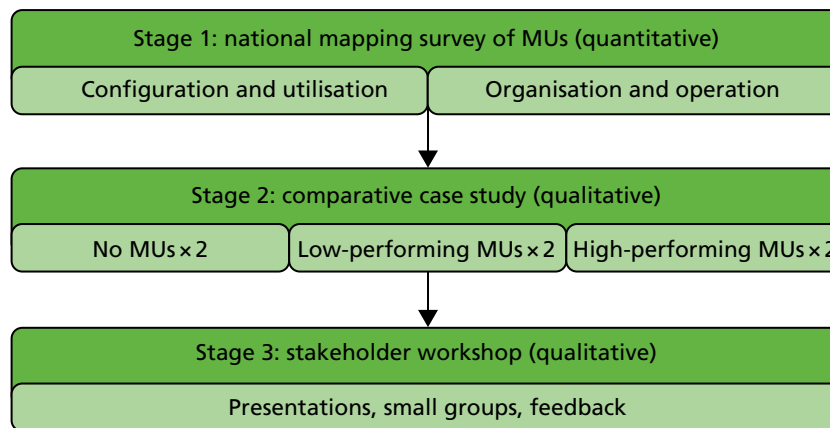 Stage 1: national mapping survey of MUs (quantitative)
Configuration and utilisation
Organisation and operation
Stage 2: comparative case study (qualitative)
No MUs × 2
Low-performing MUs × 2
High-performing MUs × 2
Stage 3: stakeholder workshop (qualitative)
Presentations, small groups, feedback